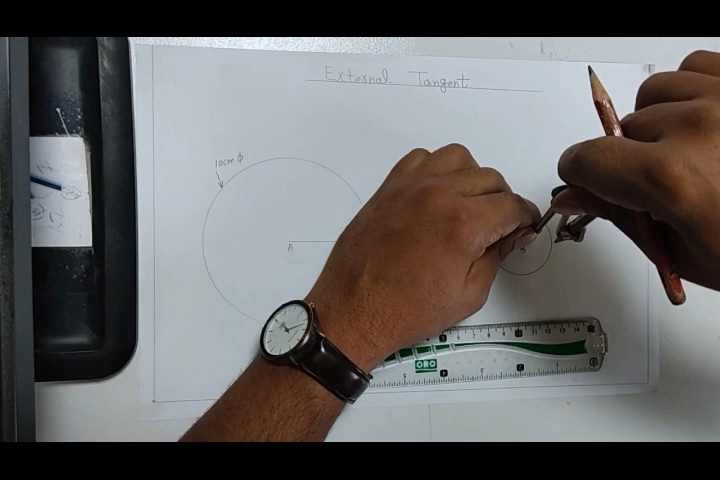 External Tangent
10cm ϕ
A
B
ORO